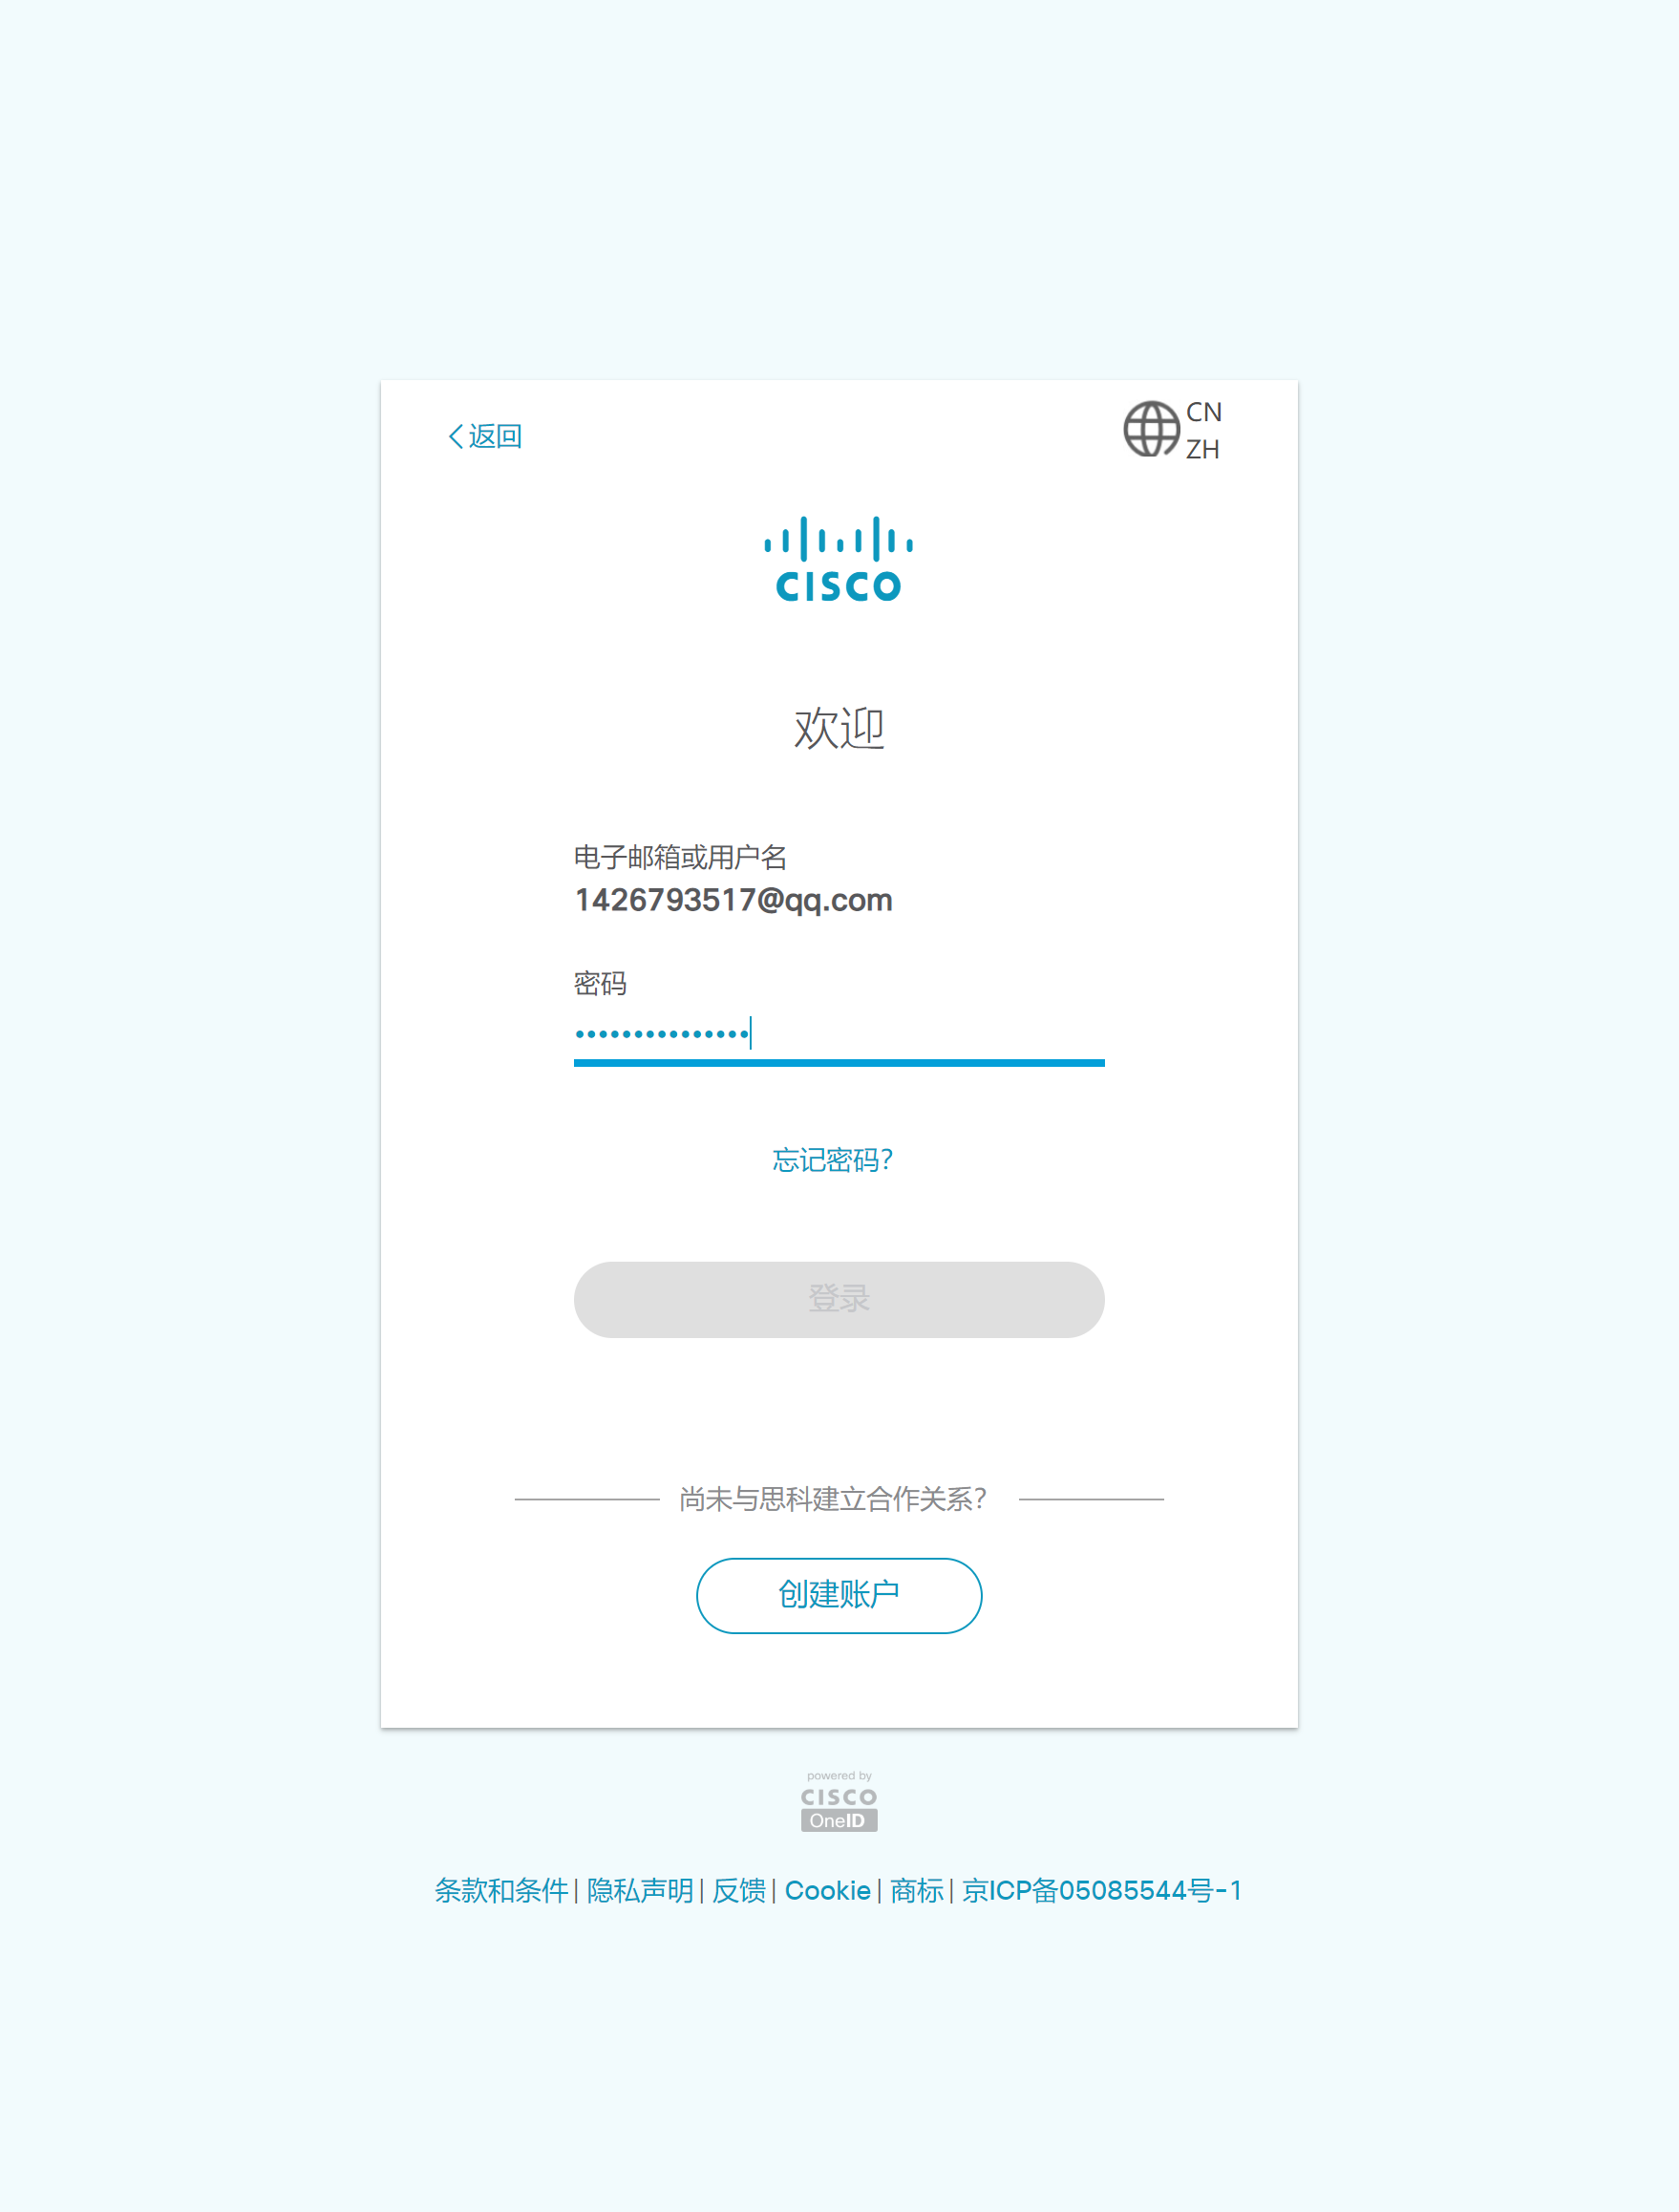 返回
CN
ZH
CISCO
欢迎
电子邮箱或用户名
1426793517@qq.com
密码
•••••••••••••••
忘记密码？
登录
尚未与思科建立合作关系？
创建账户
powered by
CISCO
OneID
条款和条件 | 隐私声明 | 反馈 | Cookie | 商标 | 京ICP备05085544号-1